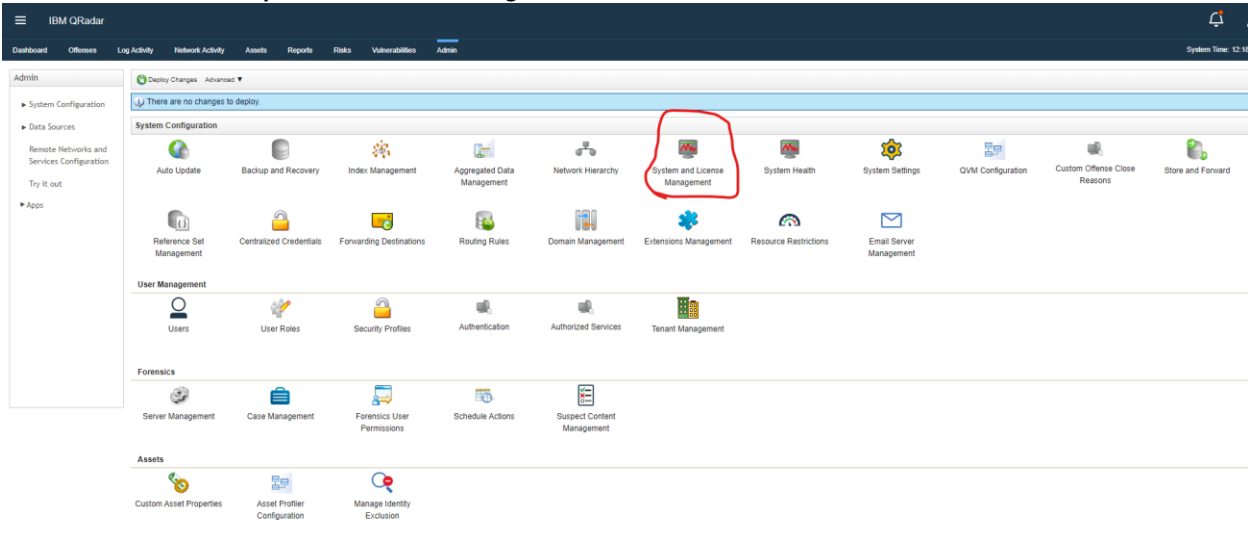 IBM QRadar
Dashboard Offenses Log Activity Network Activity Assets Reports Risks Vulnerabilities Admin
System Time: 12:18
Admin
Deploy Changes Advanced ▼
There are no changes to deploy.
System Configuration
Data Sources
Remote Networks and
Services Configuration
Try it out
Apps
System Configuration
Auto Update
Backup and Recovery
Index Management
Aggregated Data
Management
Network Hierarchy
System and License
Management
System Health
System Settings
QVM Configuration
Custom Offense Close
Reasons
Store and Forward
Reference Set
Management
Centralized Credentials
Forwarding Destinations
Routing Rules
Domain Management
Extensions Management
Resource Restrictions
Email Server
Management
User Management
Users
User Roles
Security Profiles
Authentication
Authorized Services
Tenant Management
Forensics
Server Management
Case Management
Forensics User
Permissions
Schedule Actions
Suspect Content
Management
Assets
Custom Asset Properties
Asset Profiler
Configuration
Manage Identity
Exclusion